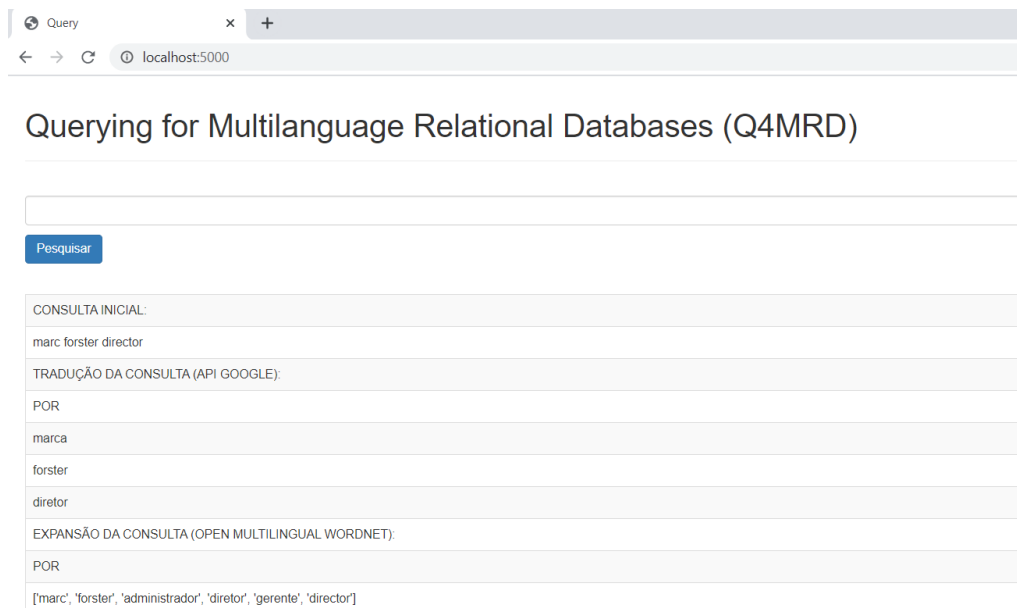 Query
localhost:5000
Querying for Multilanguage Relational Databases (Q4MRD)
Pesquisar
CONSULTA INICIAL:
marc forster director
TRADUÇÃO DA CONSULTA (API GOOGLE):
POR
marca
forster
diretor
EXPANSÃO DA CONSULTA (OPEN MULTILINGUAL WORDNET):
POR
['marc', 'forster', 'administrador', 'diretor', 'gerente', 'director']